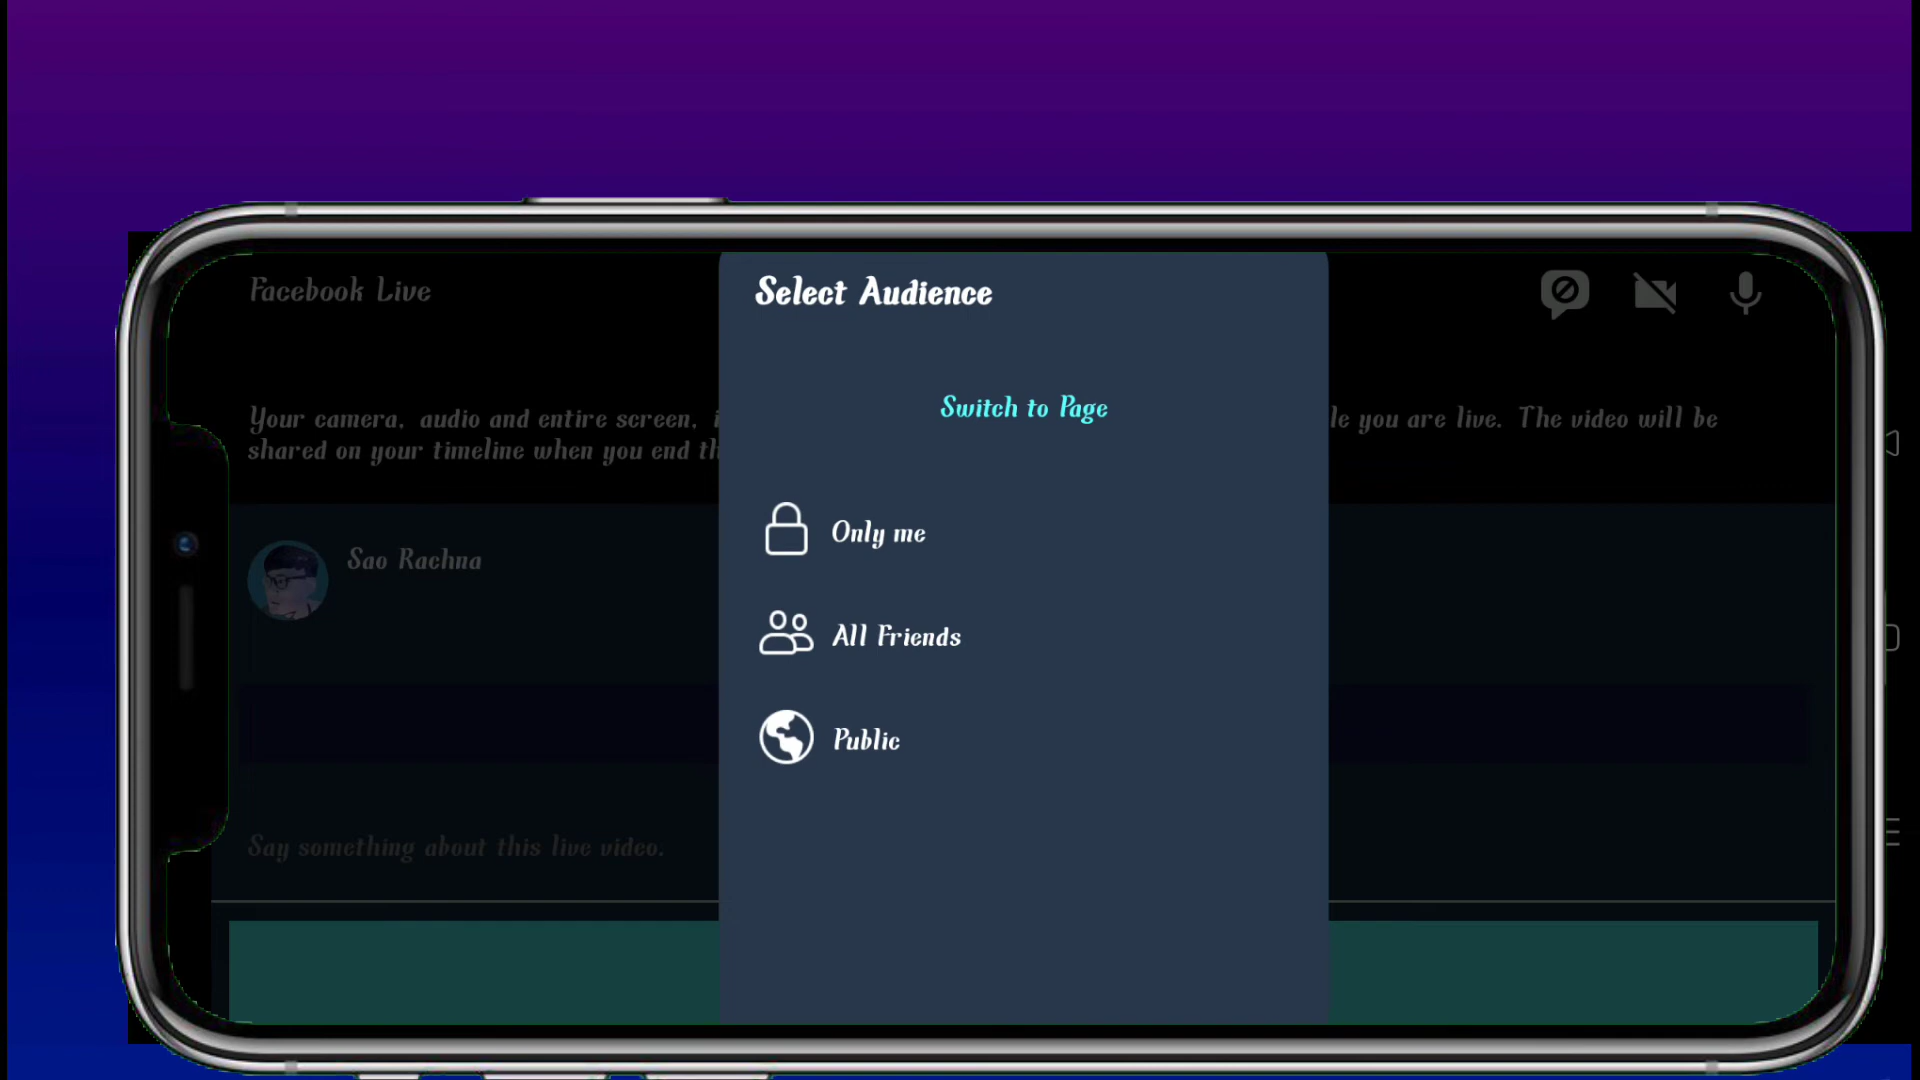 Facebook Live
Select Audience
Switch to Page
Your camera, audio and entire screen, le you are live. The video will be
shared on your timeline when you end
Only me
Sao Rachna
All Friends
Public
Say something about this live video.